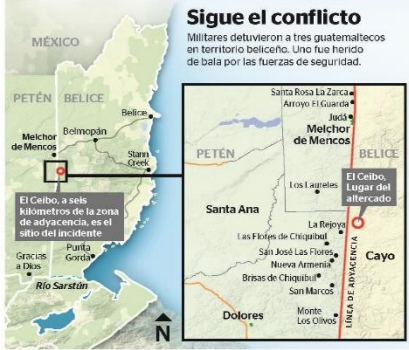 Sigue el conflicto
Militares detuvieron a tres guatemaltecos
en territorio beliceño. Uno fue herido
de bala por las fuerzas de seguridad.
MÉXICO
PETÉN
BELICE
Belice
Belmopán
Melchor
de Mencos
Stann
Creek
El Ceibo, a seis
kilómetros de la zona
de adyacencia, es el
sitio del incidente
Punta
Gorda
Gracias
a Dios
Río Sarstún
N
Santa Rosa La Zarca
Arroyo El Guarda
Judá
Melchor
de Mencos
PETÉN
BELICE
Los Laureles
El Ceibo,
Lugar del
altercado
Santa Ana
La Rejoya
Las Flores de Chiquibul
San José Las Flores
Nueva Armenia
Cayo
Brisas de Chiquibul
San Marcos
LÍNEA DE ADYACENCIA
Dolores
Monte
Los Olivos